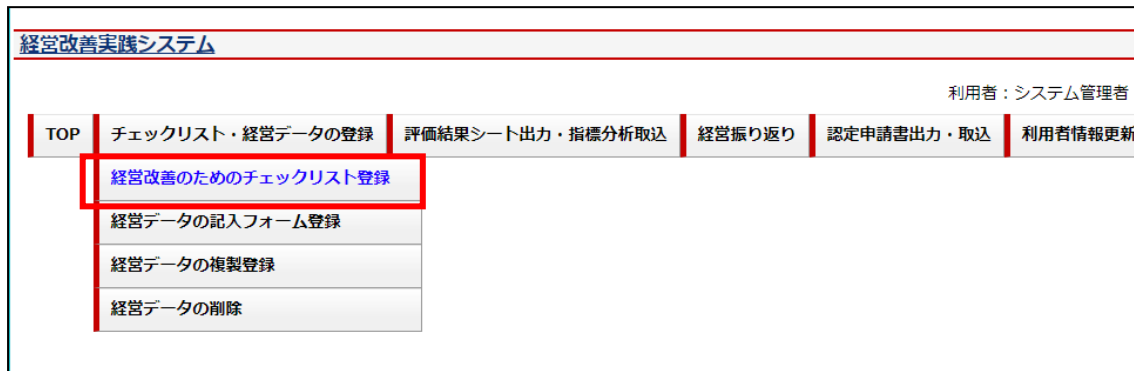 経営改善実践システム
利用者：システム管理者
TOP チェックリスト・経営データの登録 評価結果シート出力・指標分析取込 経営振り返り 認定申請書出力・取込 利用者情報更新
経営改善のためのチェックリスト登録
経営データの記入フォーム登録
経営データの複製登録
経営データの削除